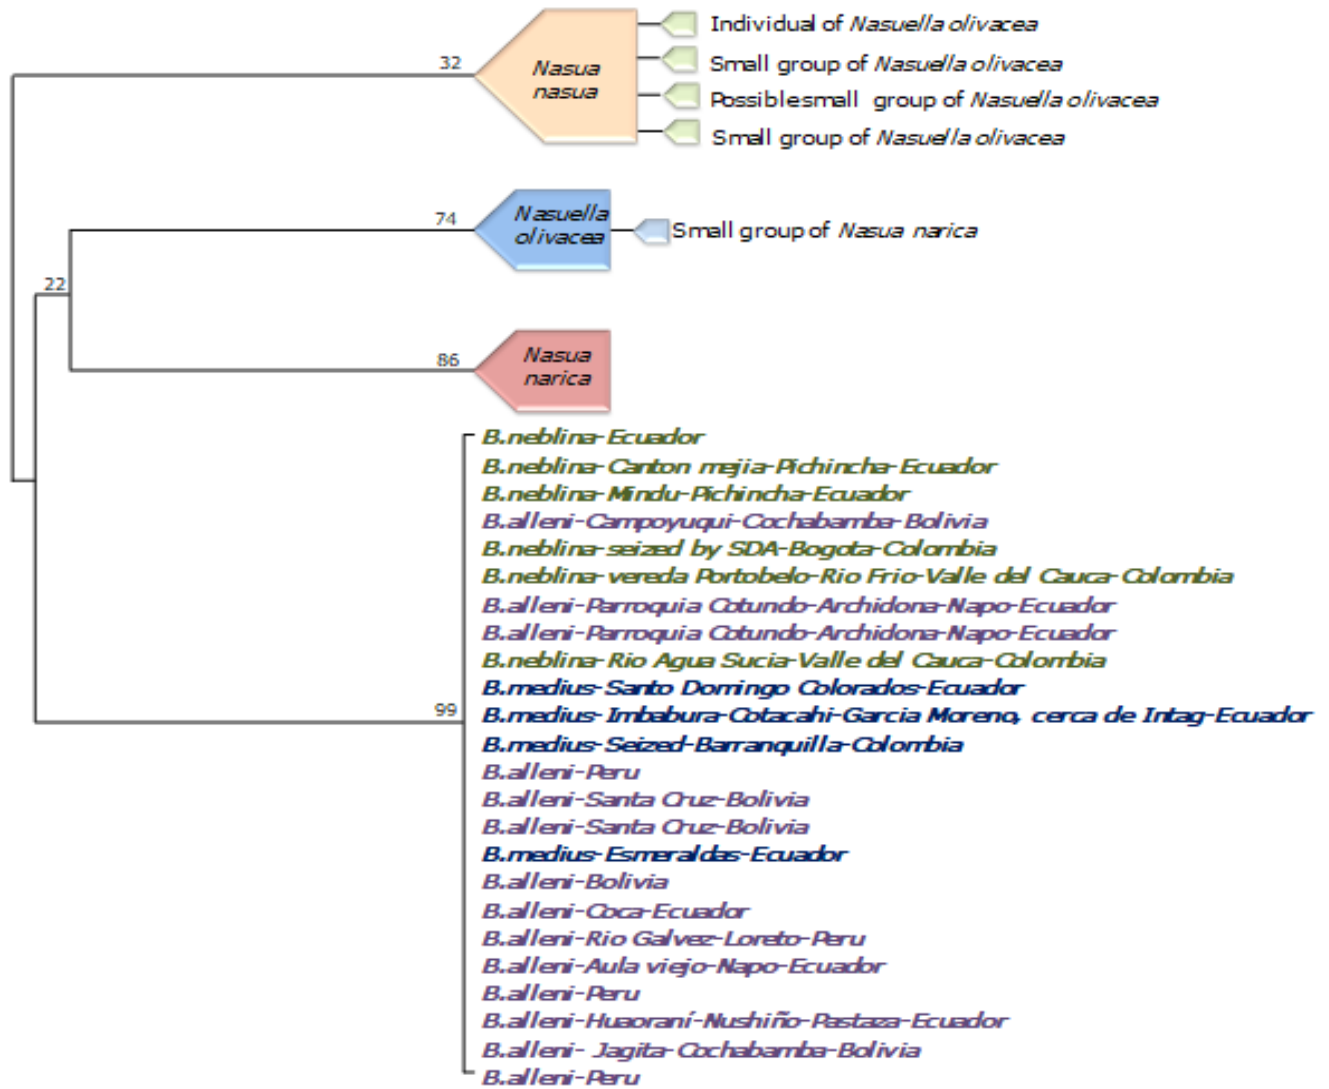 32
Nasua
nasua
Individual of Nasuella olivacea
Small group of Nasuella olivacea
Possiblesmall group of Nasuella olivacea
Small group of Nasuella olivacea
74
Nasuella
olivacea
Small group of Nasua narica
22
86
Nasua
narica
B.neblina-Ecuador
B.neblina-Canton mejia-Pichincha-Ecuador
B.neblina-Mindu-Pichincha-Ecuador
B.alleni-Campoyuqui-Cochabamba-Bolivia
B.neblina-seized by SDA-Bogota-Colombia
B.neblina-vereda Portobelo-Rio Frio-Valle del Cauca-Colombia
B.alleni-Parroquia Cotundo-Archidona-Napo-Ecuador
B.alleni-Parroquia Cotundo-Archidona-Napo-Ecuador
B.neblina-Rio Agua Sucia-Valle del Cauca-Colombia
B.medius-Santo Domingo Colorados-Ecuador
99
B.medius-Imbabura-Cotacahi-Garcia Moreno, cerca de Intag-Ecuador
B.medius-Seized-Barranquilla-Colombia
B.alleni-Peru
B.alleni-Santa Cruz-Bolivia
B.alleni-Santa Cruz-Bolivia
B.medius-Esmeraldas-Ecuador
B.alleni-Bolivia
B.alleni-Coca-Ecuador
B.alleni-Rio Galvez-Loreto-Peru
B.alleni-Aula viejo-Napo-Ecuador
B.alleni-Peru
B.alleni-Huaoraní-Nushiño-Pastaza-Ecuador
B.alleni- Jagita-Cochabamba-Bolivia
B.alleni-Peru